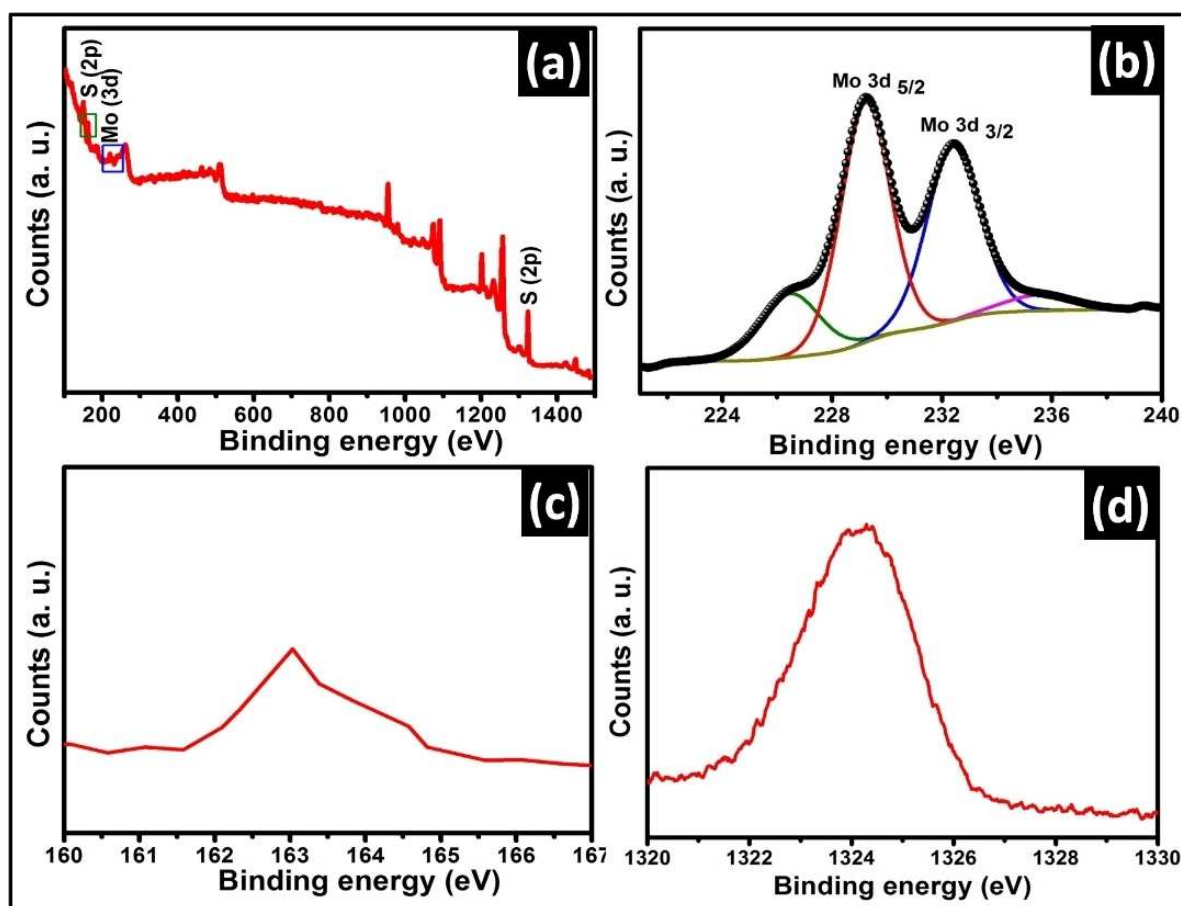 (a)
S (2p)
Mo (3d)
S (2p)
Counts (a. u.)
200 400 600 800 1000 1200 1400
Binding energy (eV)
(b)
Mo 3d 5/2
Mo 3d 3/2
Counts (a. u.)
224 228 232 236 240
Binding energy (eV)
(c)
Counts (a. u.)
160 161 162 163 164 165 166 167
Binding energy (eV)
(d)
Counts (a. u.)
1320 1322 1324 1326 1328 1330
Binding energy (eV)